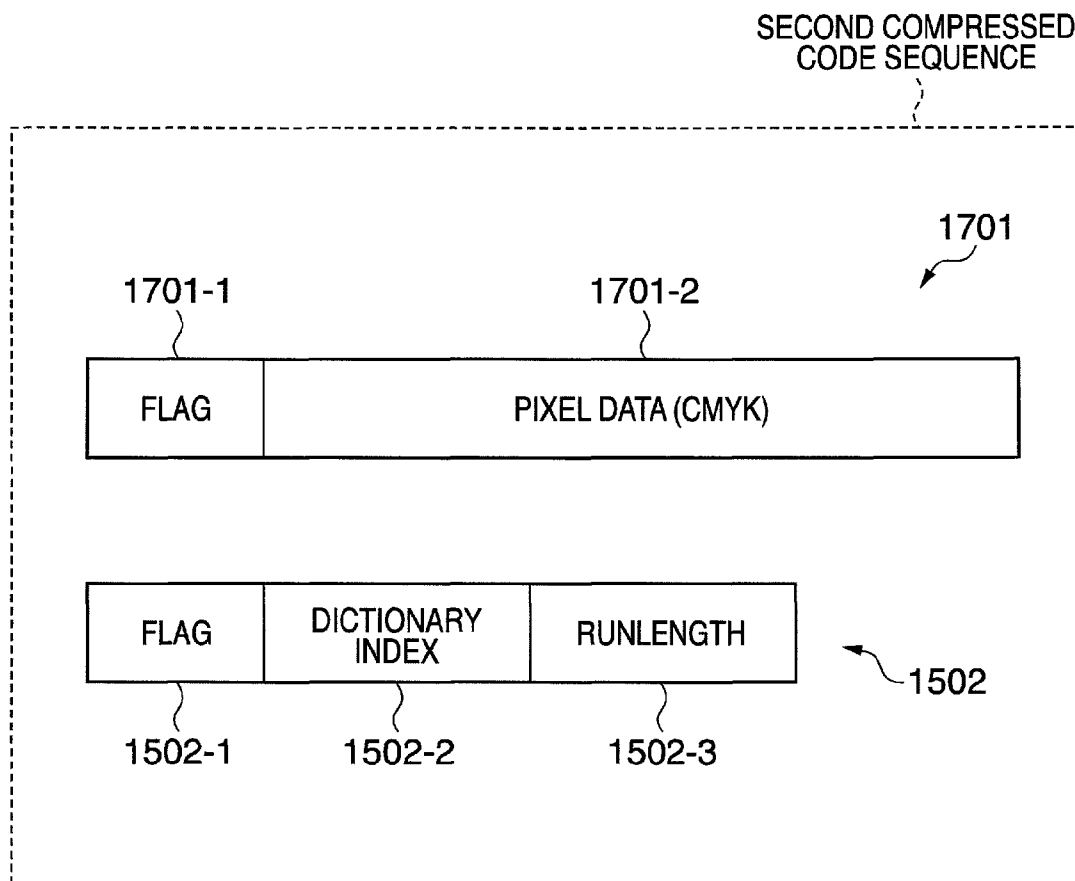 SECOND COMPRESSED
CODE SEQUENCE
1701
1701-1
1701-2
FLAG
PIXEL DATA (CMYK)
FLAG
DICTIONARY
INDEX
RUNLENGTH
1502
1502-1
1502-2
1502-3